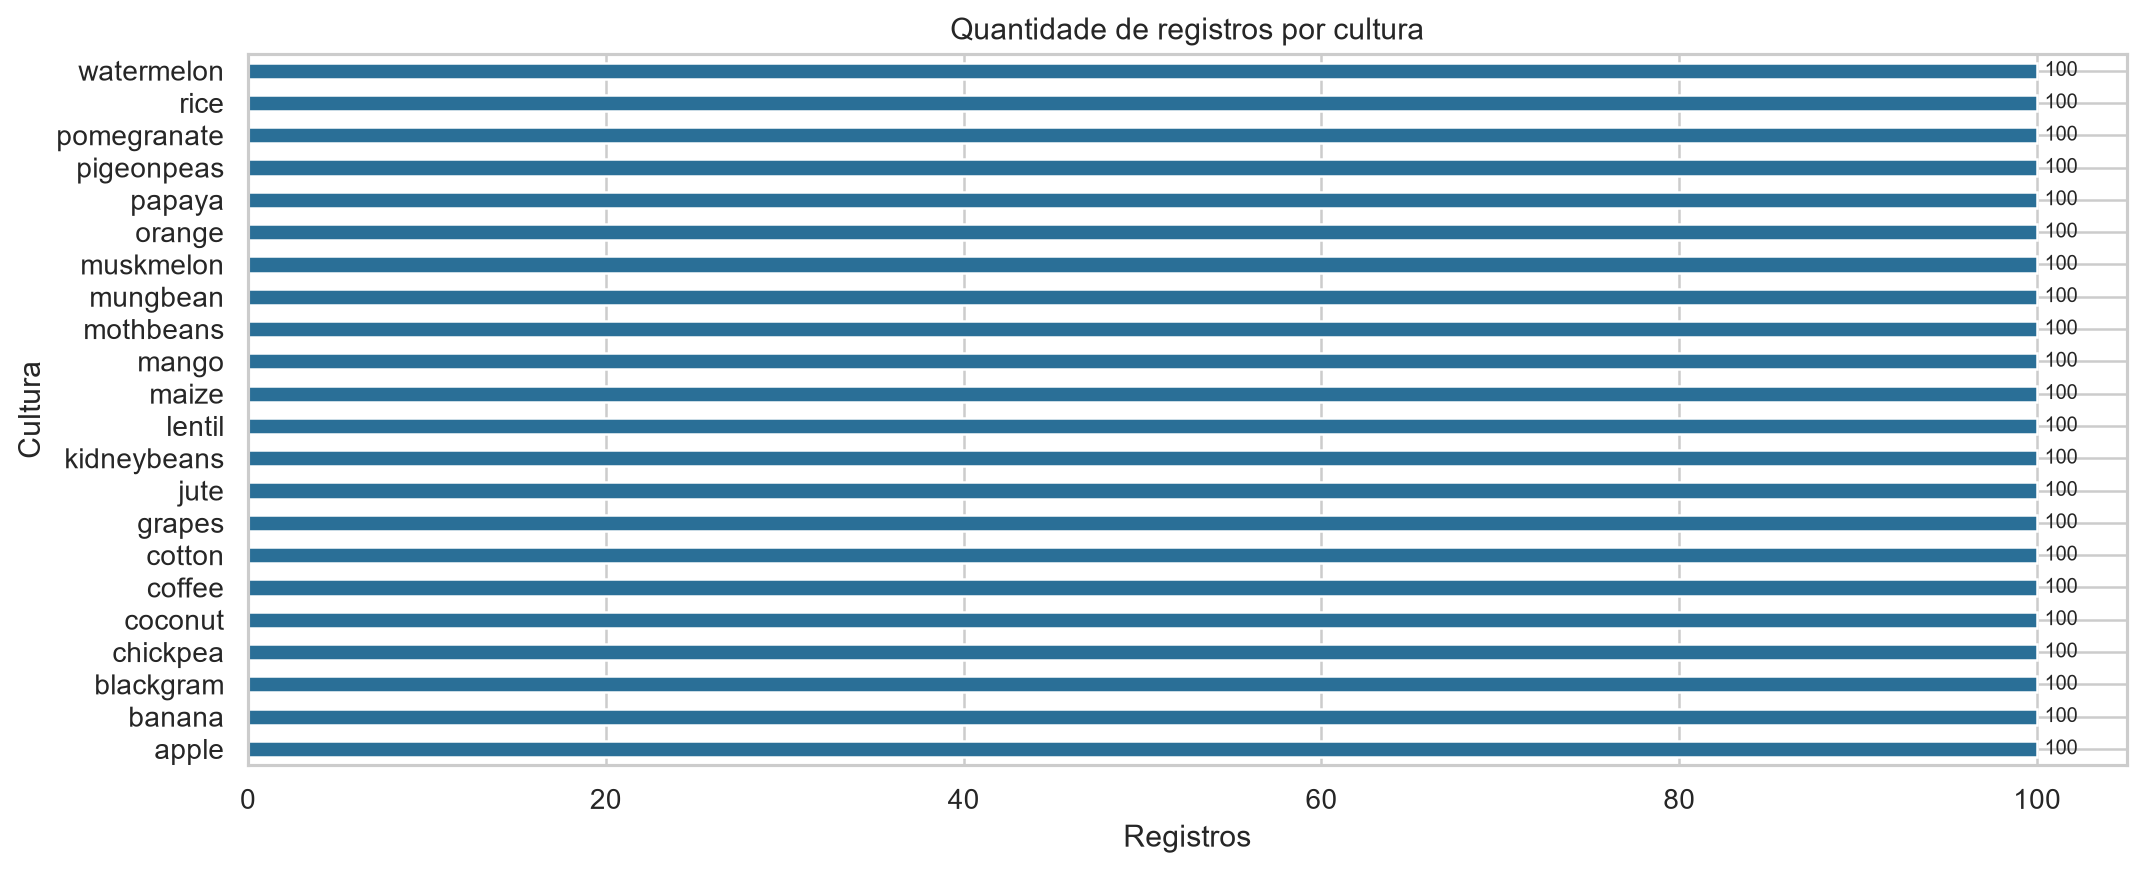 Quantidade de registros por cultura
watermelon 100
rice 100
pomegranate 100
pigeonpeas 100
papaya 100
orange 100
muskmelon 100
mungbean 100
mothbeans 100
mango 100
maize 100
lentil 100
kidneybeans 100
jute 100
grapes 100
cotton 100
coffee 100
coconut 100
chickpea 100
blackgram 100
banana 100
apple 100
Cultura
0 20 40 60 80 100
Registros